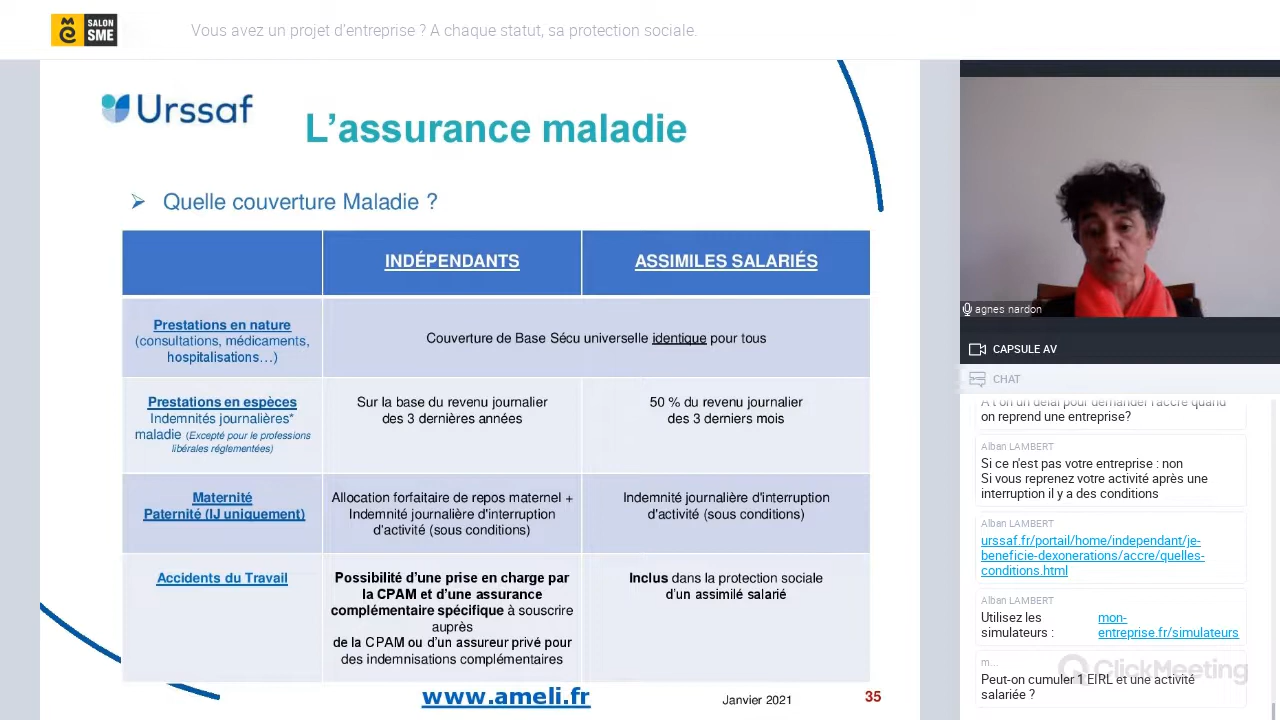 SALON
SME
Vous avez un projet d'entreprise ? A chaque statut, sa protection sociale.
Urssaf
L'assurance maladie
Quelle couverture Maladie ?
INDÉPENDANTS
ASSIMILES SALARIÉS
Prestations en nature
(consultations, médicaments,
hospitalisations…)
Couverture de Base Sécu universelle identique pour tous
Prestations en espèces
Indemnités journalières*
maladie (Excepté pour le professions
libérales réglementées)
Sur la base du revenu journalier
des 3 dernières années
50 % du revenu journalier
des 3 derniers mois
Maternité
Paternité (IJ uniquement)
Allocation forfaitaire de repos maternel +
Indemnité journalière d'interruption
d'activité (sous conditions)
Indemnité journalière d'interruption
d'activité (sous conditions)
Accidents du Travail
Possibilité d'une prise en charge par
la CPAM et d'une assurance
complémentaire spécifique à souscrire
auprès
de la CPAM ou d'un assureur privé pour
des indemnisations complémentaires
Inclus dans la protection sociale
d'un assimilé salarié
www.ameli.fr
Janvier 2021
35
agnes nardon
CAPSULE AV
CHAT
A t on un délai pour demander l'accre quand
on reprend une entreprise?
Alban LAMBERT
Si ce n'est pas votre entreprise : non
Si vous reprenez votre activité après une
interruption il y a des conditions
Alban LAMBERT
urssaf.fr/portail/home/independant/je-
beneficie-dexonerations/accre/quelles-
conditions.html
Alban LAMBERT
Utilisez les simulateurs :
mon-entreprise.fr/simulateurs
m...
Peut-on cumuler 1 EIRL et une activité
salariée ?
ClickMeeting